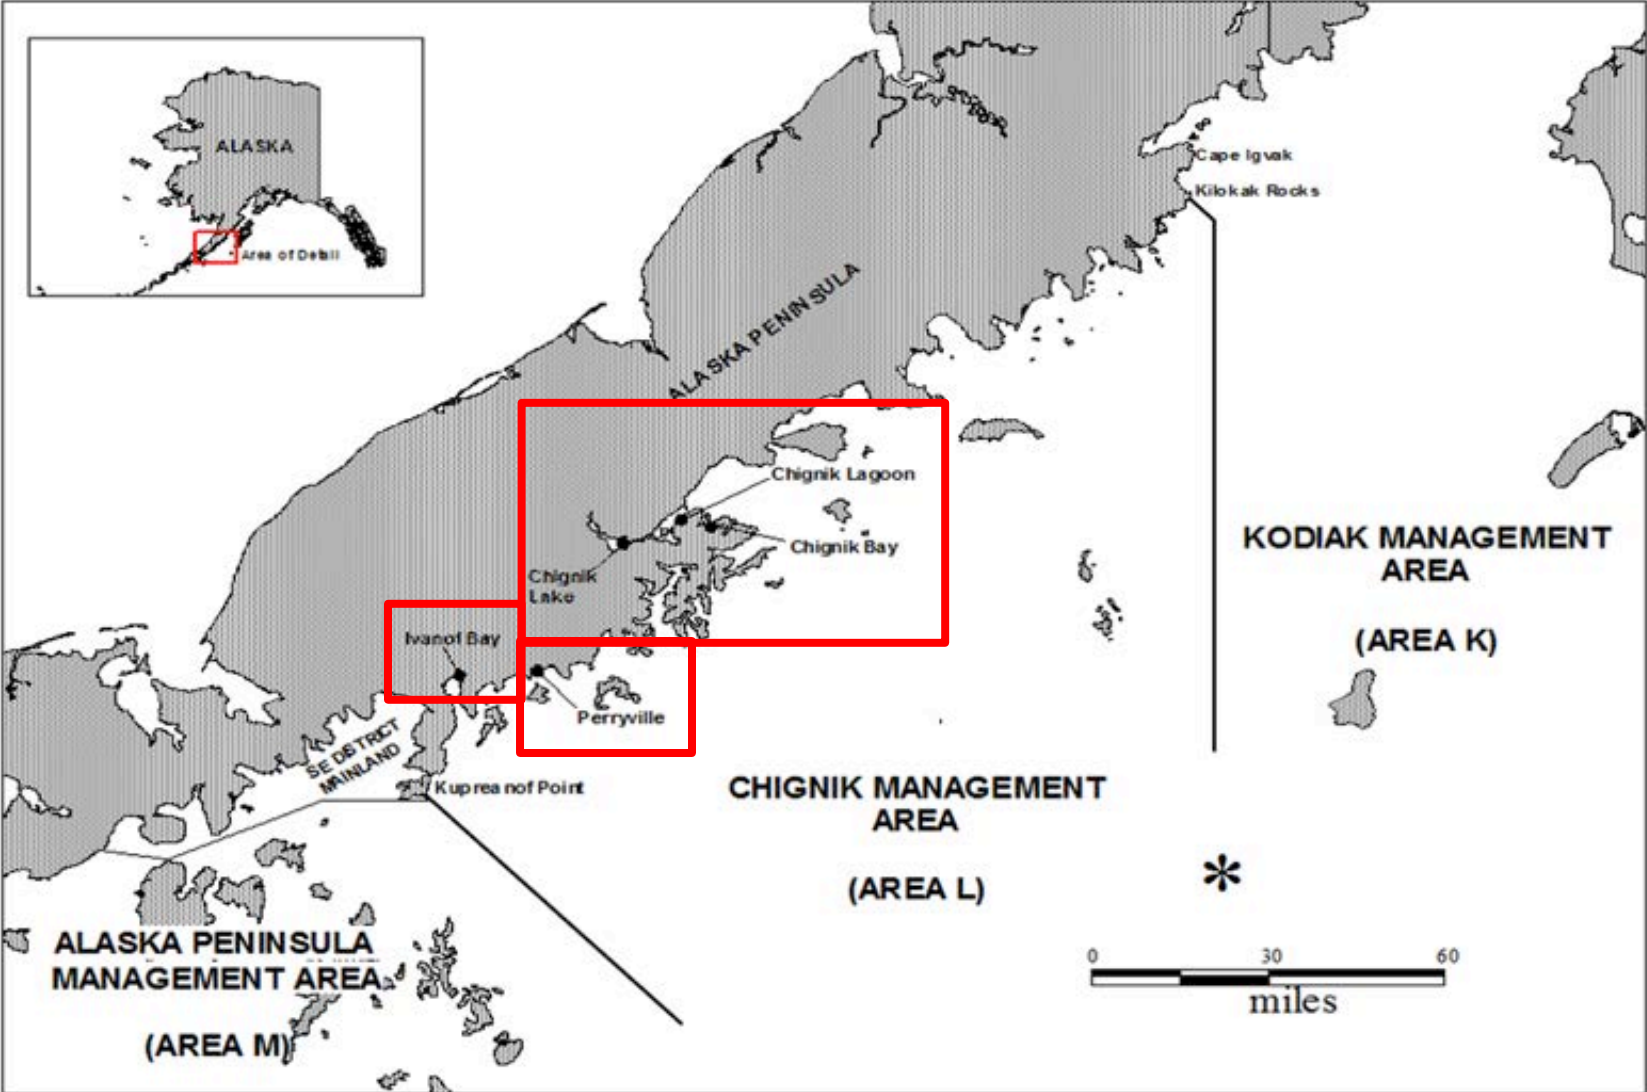 ALASKA
Area of Detail
Cape Igvak
Kilokak Rocks
ALASKA PENINSULA
Chignik Lagoon
Chignik Bay
Chignik
Lake
Ivanof Bay
Perryville
SE DISTRICT
MAINLAND
Kupreanof Point
KODIAK MANAGEMENT
AREA
(AREA K)
CHIGNIK MANAGEMENT
AREA
(AREA L)
*
ALASKA PENINSULA
MANAGEMENT AREA
(AREA M)
0 30 60
miles